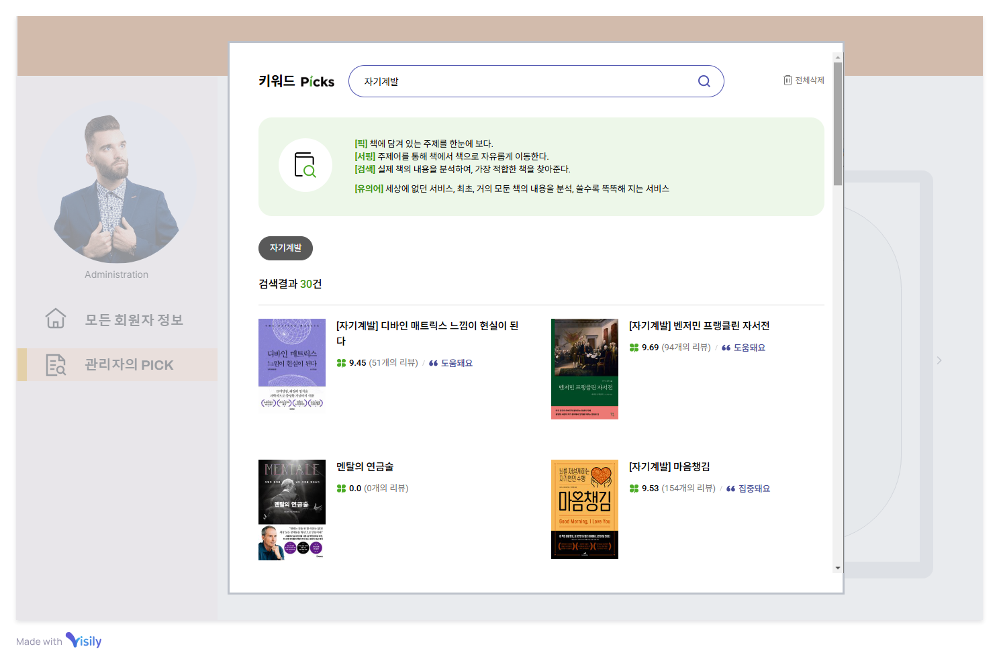 키워드 Picks
자기계발
전체삭제
[픽] 책에 담겨 있는 주제를 한눈에 보다.
[서핑] 주제어를 통해 책에서 책으로 자유롭게 이동한다.
[검색] 실제 책의 내용을 분석하여, 가장 적합한 책을 찾아준다.
[유의어] 세상에 없던 서비스, 최초, 거의 모둔 책의 내용을 분석, 쓸수록 똑똑해 지는 서비스
자기계발
검색결과 30건
Administration
모든 회원자 정보
관리자의 PICK
디바인 매트릭스
느낌이 현실이 된다
[자기계발] 디바인 매트릭스 느낌이 현실이 된
다
9.45 (51개의 리뷰) / 도움돼요
벤저민 프랭클린 자서전
[자기계발] 벤저민 프랭클린 자서전
9.69 (94개의 리뷰) / 도움돼요
MENTALE
멘탈의 연금술
멘탈의 연금술
0.0 (0개의 리뷰)
뇌를 재설계하는
자기연민 수행
마음챙김
Good Morning, I Love You
[자기계발] 마음챙김
9.53 (154개의 리뷰) / 집중돼요
Made with Visily